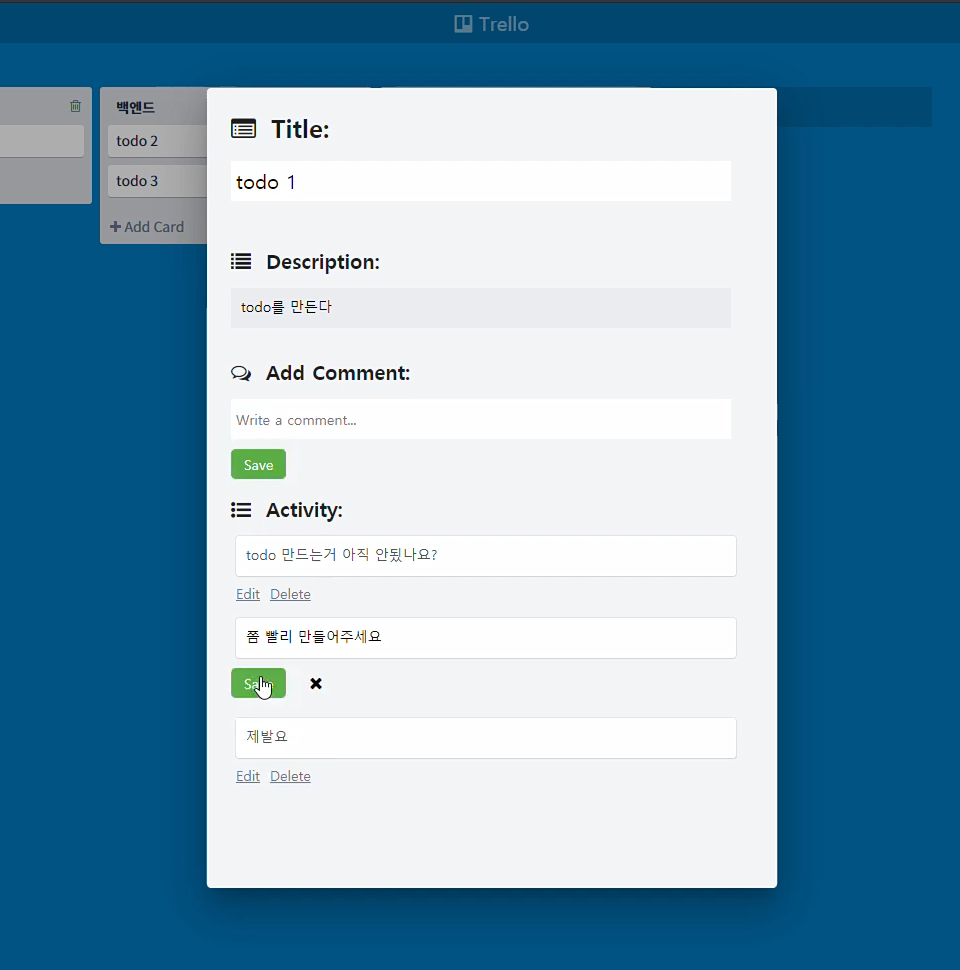 Trello
백엔드
todo 2
todo 3
Add Card
Title:
todo 1
Description:
todo를 만든다
Add Comment:
Write a comment...
Save
Activity:
todo 만드는거 아직 안됬나요?
Edit Delete
쫌 빨리 만들어주세요
제발요
Edit Delete